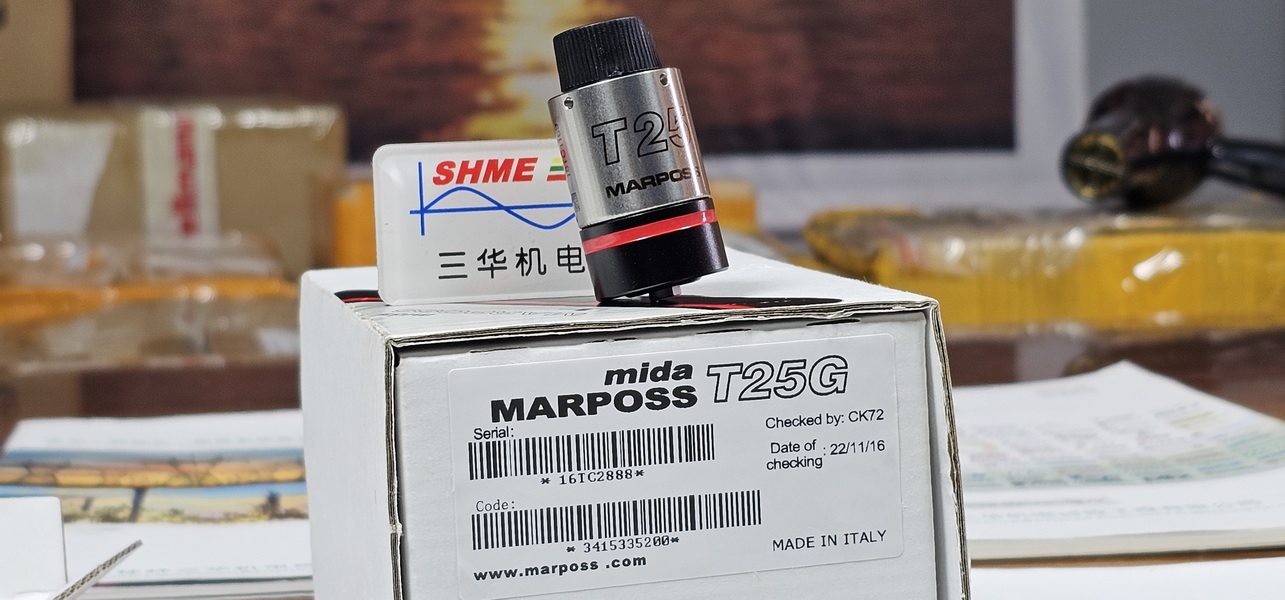 SHME
三华机电
T25
MARPOSS
mida
MARPOSS T25G
Serial:
* 16TC2888*
Checked by: CK72
Date of checking : 22/11/16
Code:
* 3415335200*
MADE IN ITALY
www.marposs .com